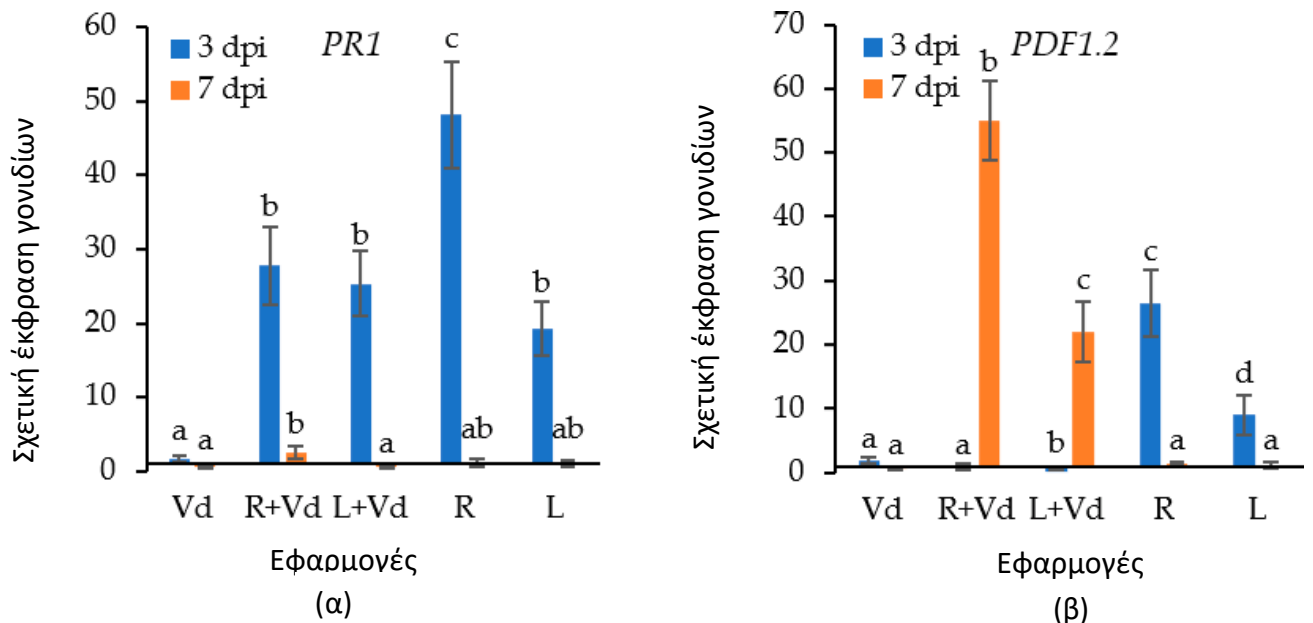 PR1
3 dpi
7 dpi
Σχετική έκφραση γονιδίων
60
50
40
30
20
10
0
a a b b b a c ab b ab
Vd R+Vd L+Vd R L
Εφαρμογές
(α)
PDF1.2
3 dpi
7 dpi
Σχετική έκφραση γονιδίων
70
60
50
40
30
20
10
0
a a a b b c c a d a
Vd R+Vd L+Vd R L
Εφαρμογές
(β)